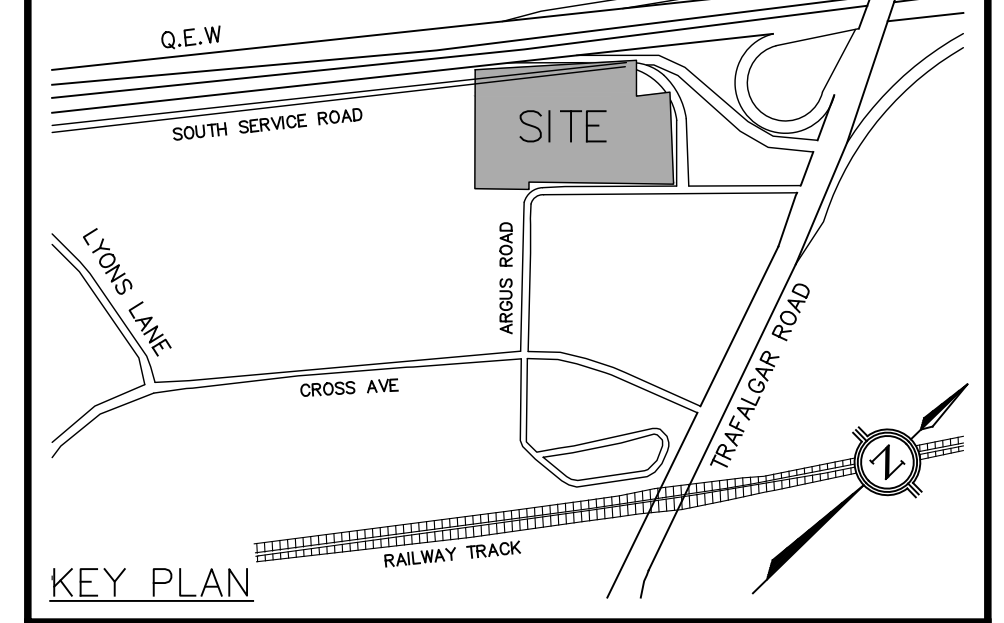 Q.E.W
SOUTH SERVICE ROAD
SITE
LYONS LANE
ARGUS ROAD
TRAFALGAR ROAD
CROSS AVE
N
RAILWAY TRACK
KEY PLAN